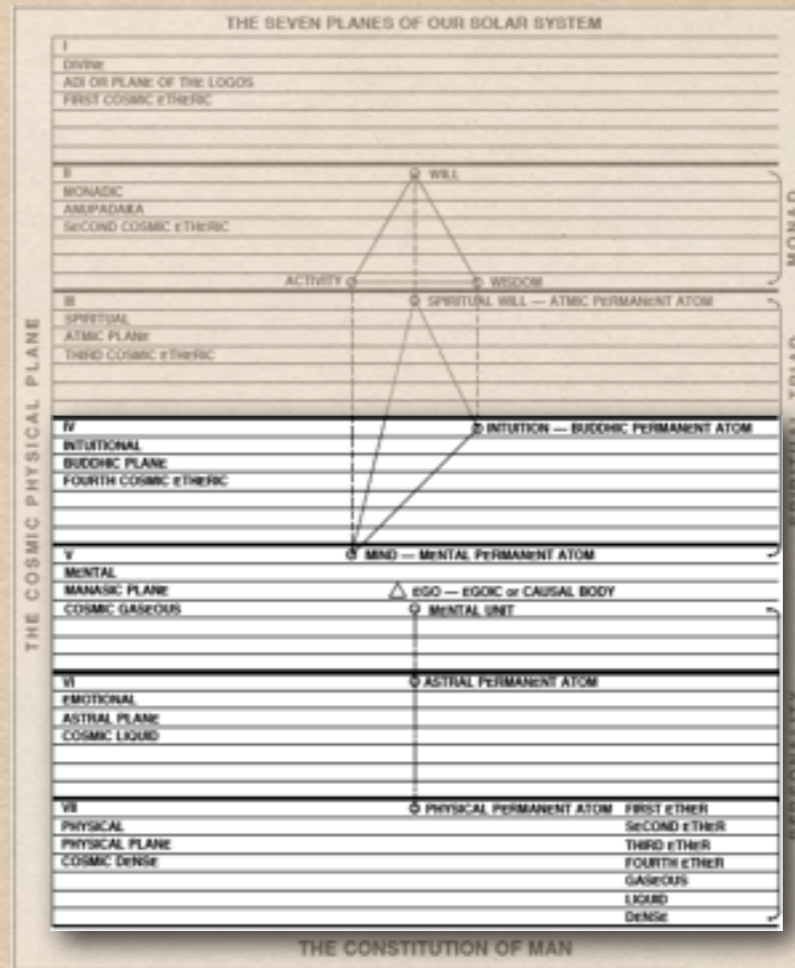 THE SEVEN PLANES OF OUR SOLAR SYSTEM
I
DIVINE
ADI OR PLANE OF THE LOGOS
FIRST COSMIC ETHERIC
II
WILL
MONADIC
ANUPADAKA
SECOND COSMIC ETHERIC
ACTIVITY
WISDOM
MONAD
III
SPIRITUAL WILL — ATMIC PERMANENT ATOM
SPIRITUAL
ATMIC PLANE
THIRD COSMIC ETHERIC
THE COSMIC PHYSICAL PLANE
SPIRITUAL TRIAD
IV
INTUITION — BUDDHIC PERMANENT ATOM
INTUITIONAL
BUDDHIC PLANE
FOURTH COSMIC ETHERIC
V
MIND — MENTAL PERMANENT ATOM
MENTAL
MANASIC PLANE
EGO — EGOIC or CAUSAL BODY
COSMIC GASEOUS
MENTAL UNIT
VI
ASTRAL PERMANENT ATOM
EMOTIONAL
ASTRAL PLANE
COSMIC LIQUID
PERSONALITY
VII
PHYSICAL PERMANENT ATOM FIRST ETHER
PHYSICAL
SECOND ETHER
PHYSICAL PLANE
THIRD ETHER
COSMIC DENSE
FOURTH ETHER
GASEOUS
LIQUID
DENSE
THE CONSTITUTION OF MAN